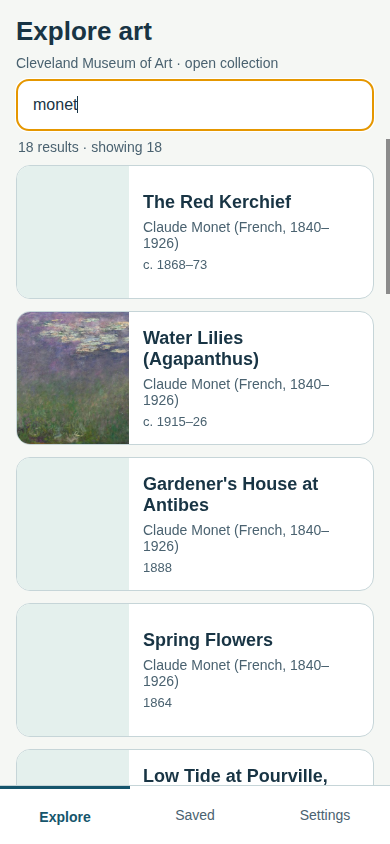 Explore art
Cleveland Museum of Art · open collection
monet
18 results · showing 18
The Red Kerchief
Claude Monet (French, 1840–
1926)
c. 1868–73
Water Lilies
(Agapanthus)
Claude Monet (French, 1840–
1926)
c. 1915–26
Gardener's House at
Antibes
Claude Monet (French, 1840–
1926)
1888
Spring Flowers
Claude Monet (French, 1840–
1926)
1864
Low Tide at Pourville,
Explore
Saved
Settings